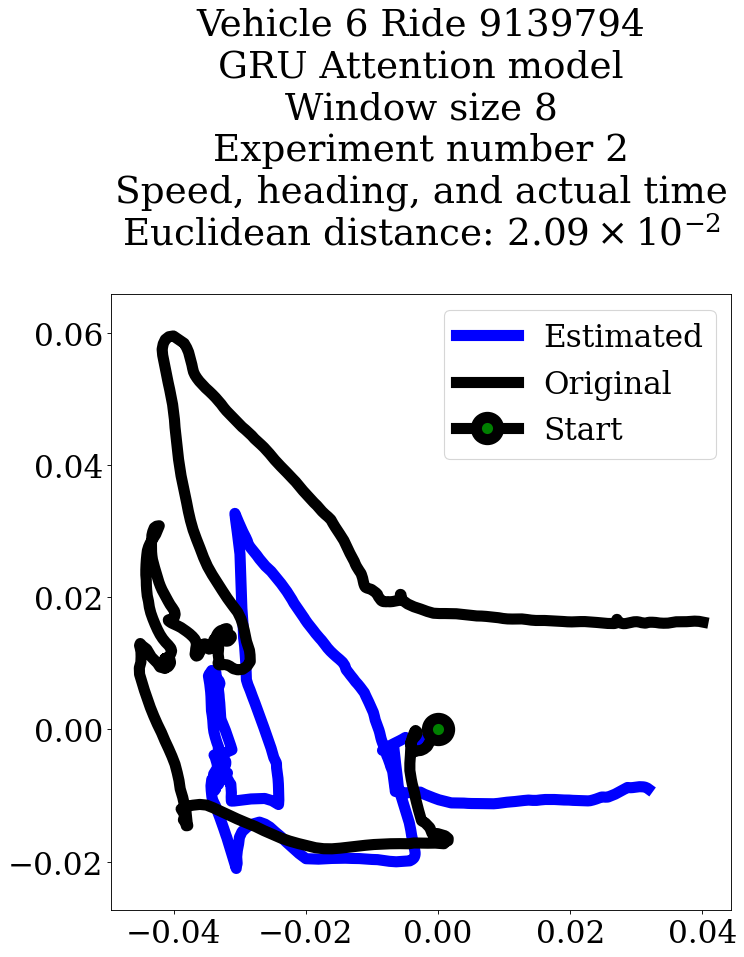 Vehicle 6 Ride 9139794
GRU Attention model
Window size 8
Experiment number 2
Speed, heading, and actual time
Euclidean distance: 2.09 × 10⁻²
Estimated
Original
Start
0.06
0.04
0.02
0.00
−0.02
−0.04 −0.02 0.00 0.02 0.04